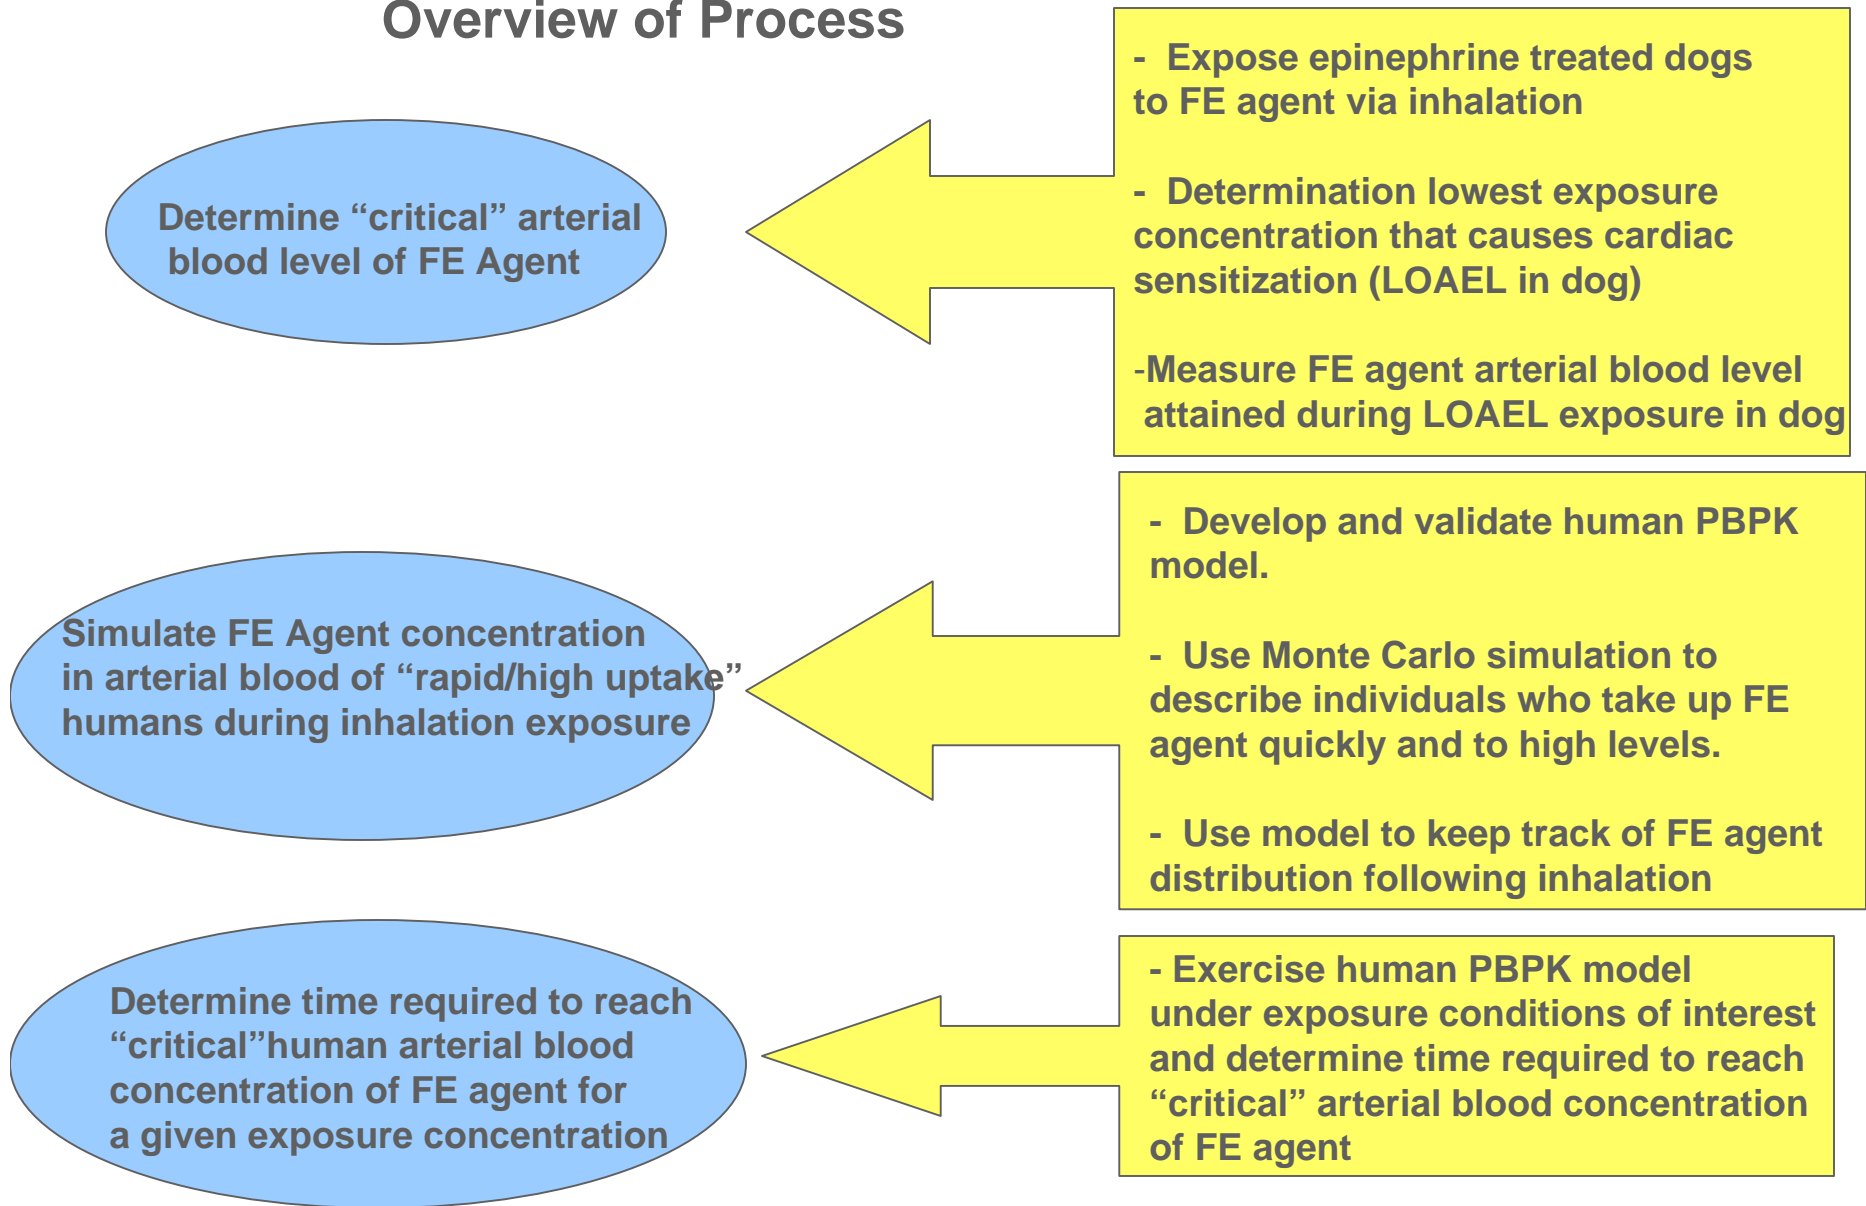 Overview of Process
Determine “critical” arterial
blood level of FE Agent
- Expose epinephrine treated dogs
to FE agent via inhalation
- Determination lowest exposure
concentration that causes cardiac
sensitization (LOAEL in dog)
-Measure FE agent arterial blood level
attained during LOAEL exposure in dog
Simulate FE Agent concentration
in arterial blood of “rapid/high uptake”
humans during inhalation exposure
- Develop and validate human PBPK
model.
- Use Monte Carlo simulation to
describe individuals who take up FE
agent quickly and to high levels.
- Use model to keep track of FE agent
distribution following inhalation
Determine time required to reach
“critical”human arterial blood
concentration of FE agent for
a given exposure concentration
- Exercise human PBPK model
under exposure conditions of interest
and determine time required to reach
“critical” arterial blood concentration
of FE agent